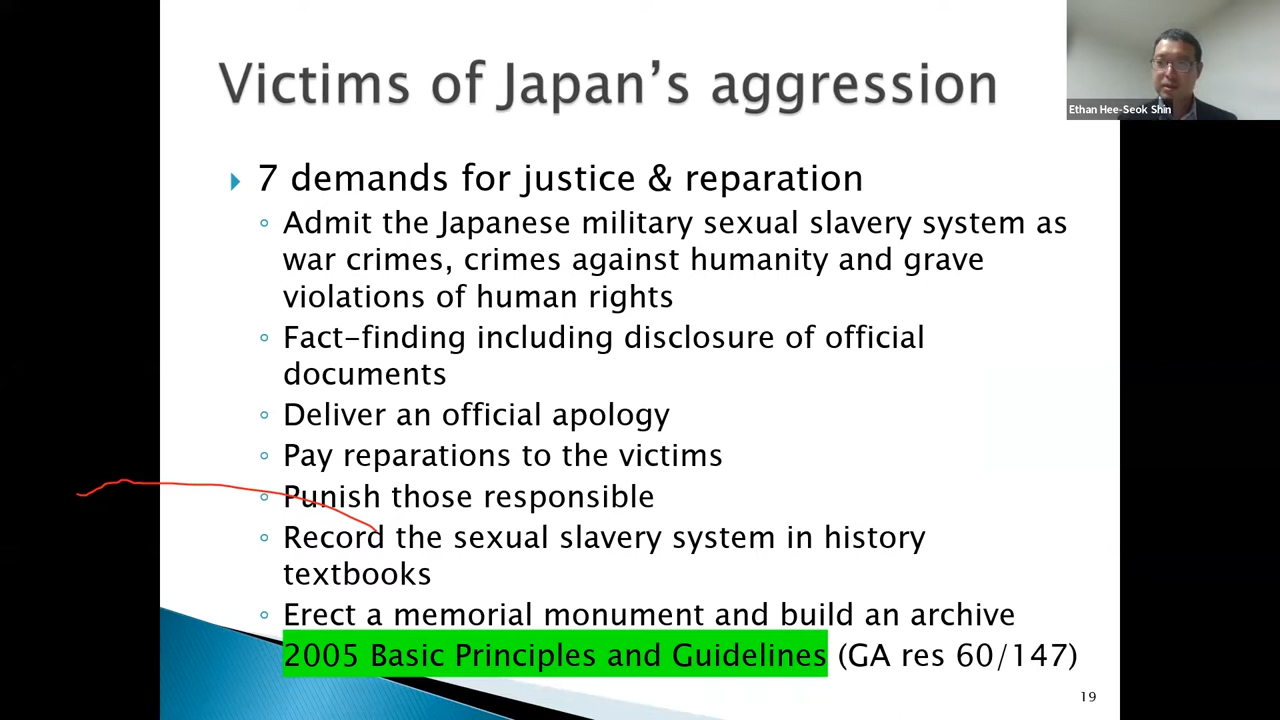 Victims of Japan's aggression
Ethan Hee-Seok Shin
7 demands for justice & reparation
Admit the Japanese military sexual slavery system as
war crimes, crimes against humanity and grave
violations of human rights
Fact-finding including disclosure of official
documents
Deliver an official apology
Pay reparations to the victims
Punish those responsible
Record the sexual slavery system in history
textbooks
Erect a memorial monument and build an archive
2005 Basic Principles and Guidelines (GA res 60/147)
19